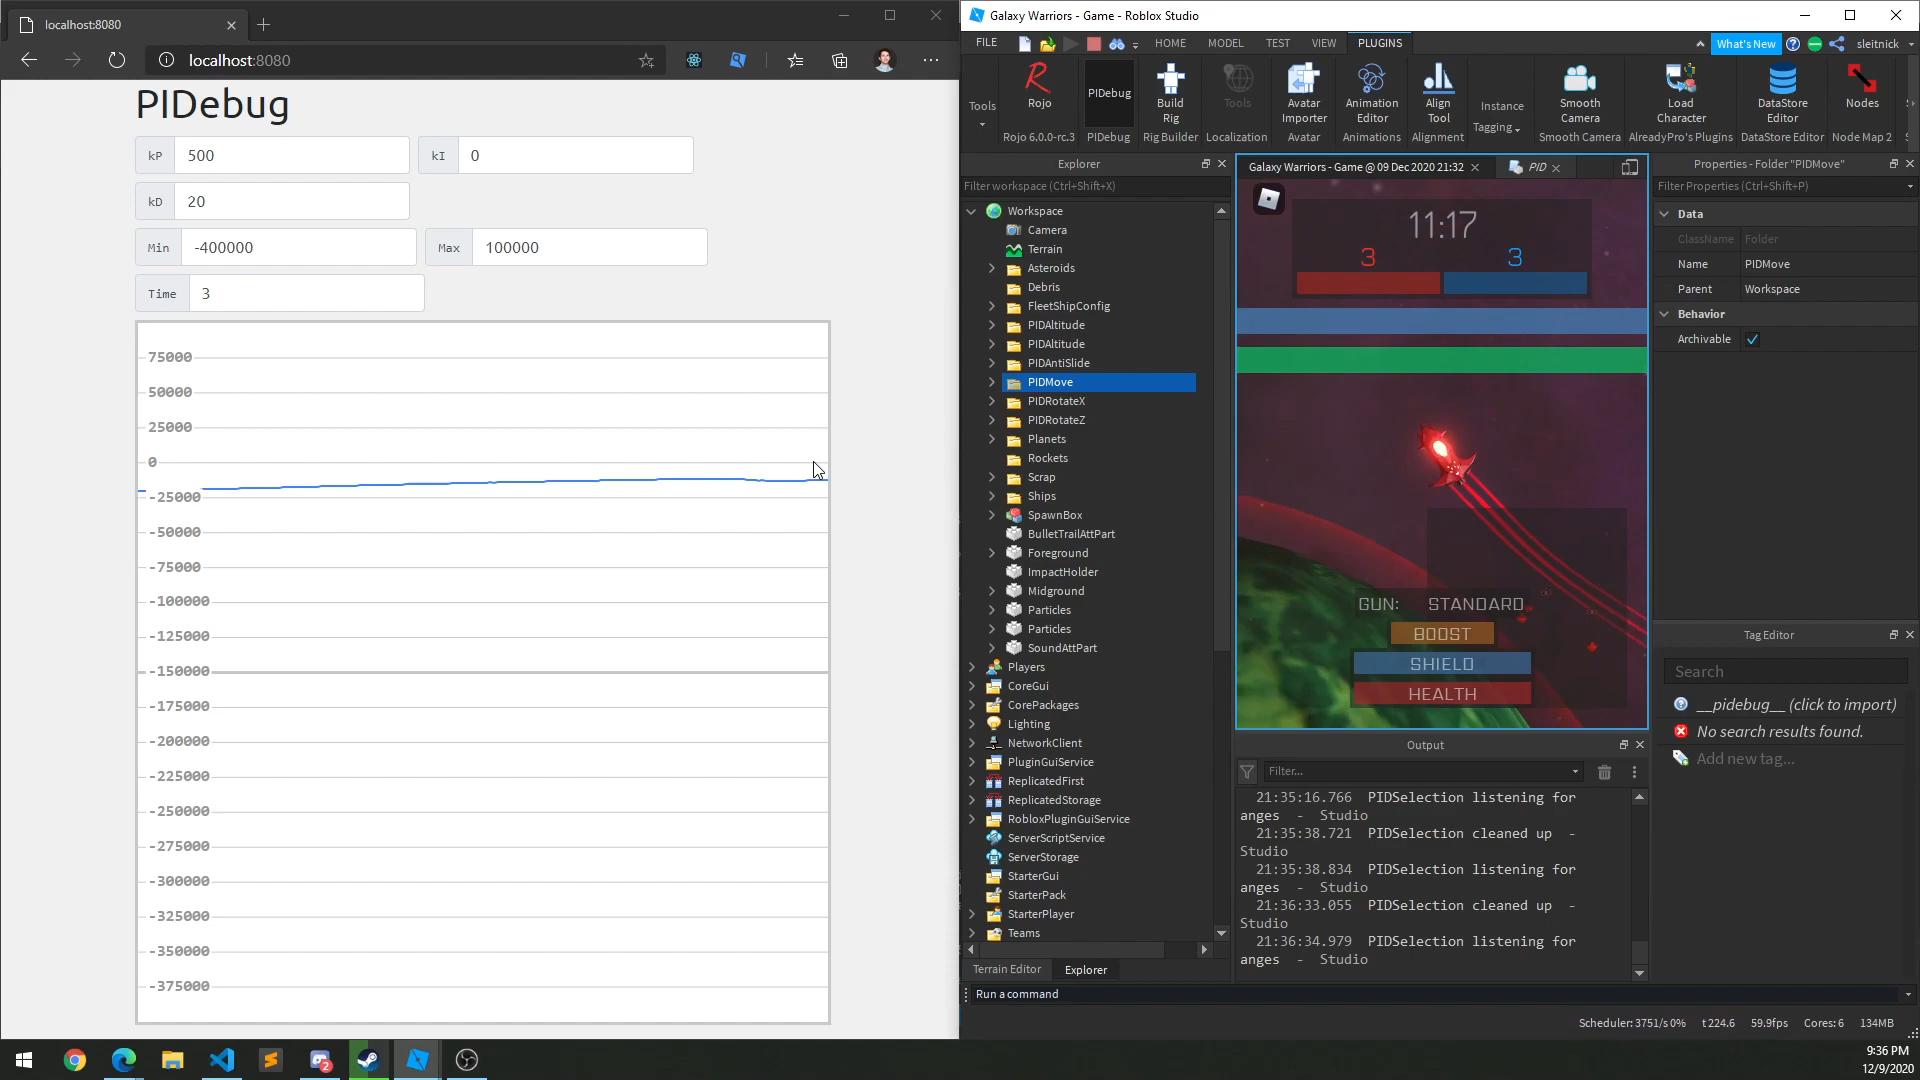 localhost:8080
localhost:8080
PIDebug
kP 500 kI 0
kD 20
Min -400000 Max 100000
Time 3
75000
50000
25000
0
-25000
-50000
-75000
-100000
-125000
-150000
-175000
-200000
-225000
-250000
-275000
-300000
-325000
-350000
-375000
Galaxy Warriors - Game - Roblox Studio
FILE HOME MODEL TEST VIEW PLUGINS What's New sleitnick
Tools
Rojo
Rojo 6.0.0-rc.3
PIDebug
PIDebug
Build
Rig
Rig Builder
Tools
Localization
Avatar
Importer
Avatar
Animation
Editor
Animations
Align
Tool
Alignment
Instance
Tagging
Smooth
Camera
Smooth Camera
Load
Character
AlreadyPro's Plugins
DataStore
Editor
DataStore Editor
Nodes
Node Map 2
Explorer
Filter workspace (Ctrl+Shift+X)
Workspace
Camera
Terrain
Asteroids
Debris
FleetShipConfig
PIDAltitude
PIDAltitude
PIDAntiSlide
PIDMove
PIDRotateX
PIDRotateZ
Planets
Rockets
Scrap
Ships
SpawnBox
BulletTrailAttPart
Foreground
ImpactHolder
Midground
Particles
Particles
SoundAttPart
Players
CoreGui
CorePackages
Lighting
NetworkClient
PluginGuiService
ReplicatedFirst
ReplicatedStorage
RobloxPluginGuiService
ServerScriptService
ServerStorage
StarterGui
StarterPack
StarterPlayer
Teams
Terrain Editor Explorer
Galaxy Warriors - Game @ 09 Dec 2020 21:32 PID
11:17
3 3
GUN: STANDARD
BOOST
SHIELD
HEALTH
Output
Filter...
21:35:16.766 PIDSelection listening for
anges - Studio
21:35:38.721 PIDSelection cleaned up -
Studio
21:35:38.834 PIDSelection listening for
anges - Studio
21:36:33.055 PIDSelection cleaned up -
Studio
21:36:34.979 PIDSelection listening for
anges - Studio
Properties - Folder "PIDMove"
Filter Properties (Ctrl+Shift+P)
Data
ClassName Folder
Name PIDMove
Parent Workspace
Behavior
Archivable
Tag Editor
Search
__pidebug__ (click to import)
No search results found.
Add new tag...
Run a command
Scheduler: 3751/s 0% t 224.6 59.9fps Cores: 6 134MB
2
9:36 PM
12/9/2020